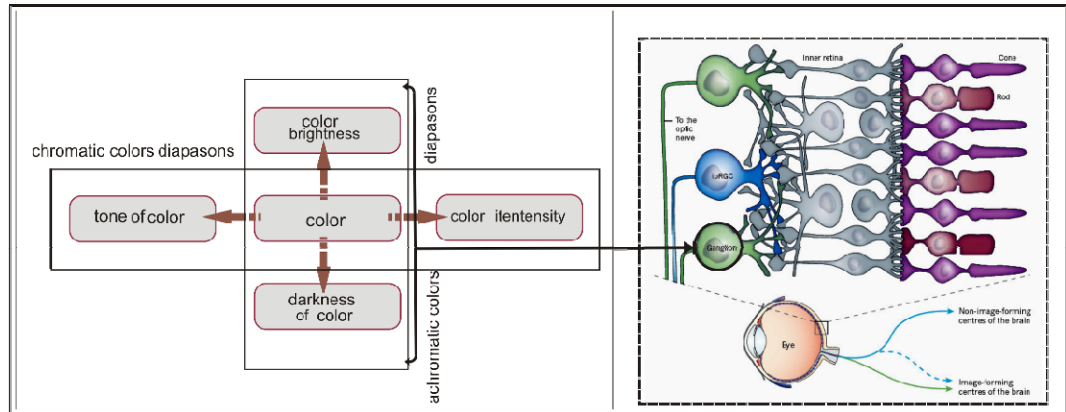 color
brightness
chromatic colors diapasons
diapasons
tone of color
color
color iIentensity
darkness
of color
achromatic colors
Inner retina
Cone
Rod
To the
optic
nerve
ipRGC
Ganglion
Eye
Non-image-forming
centres of the brain
Image-forming
centres of the brain